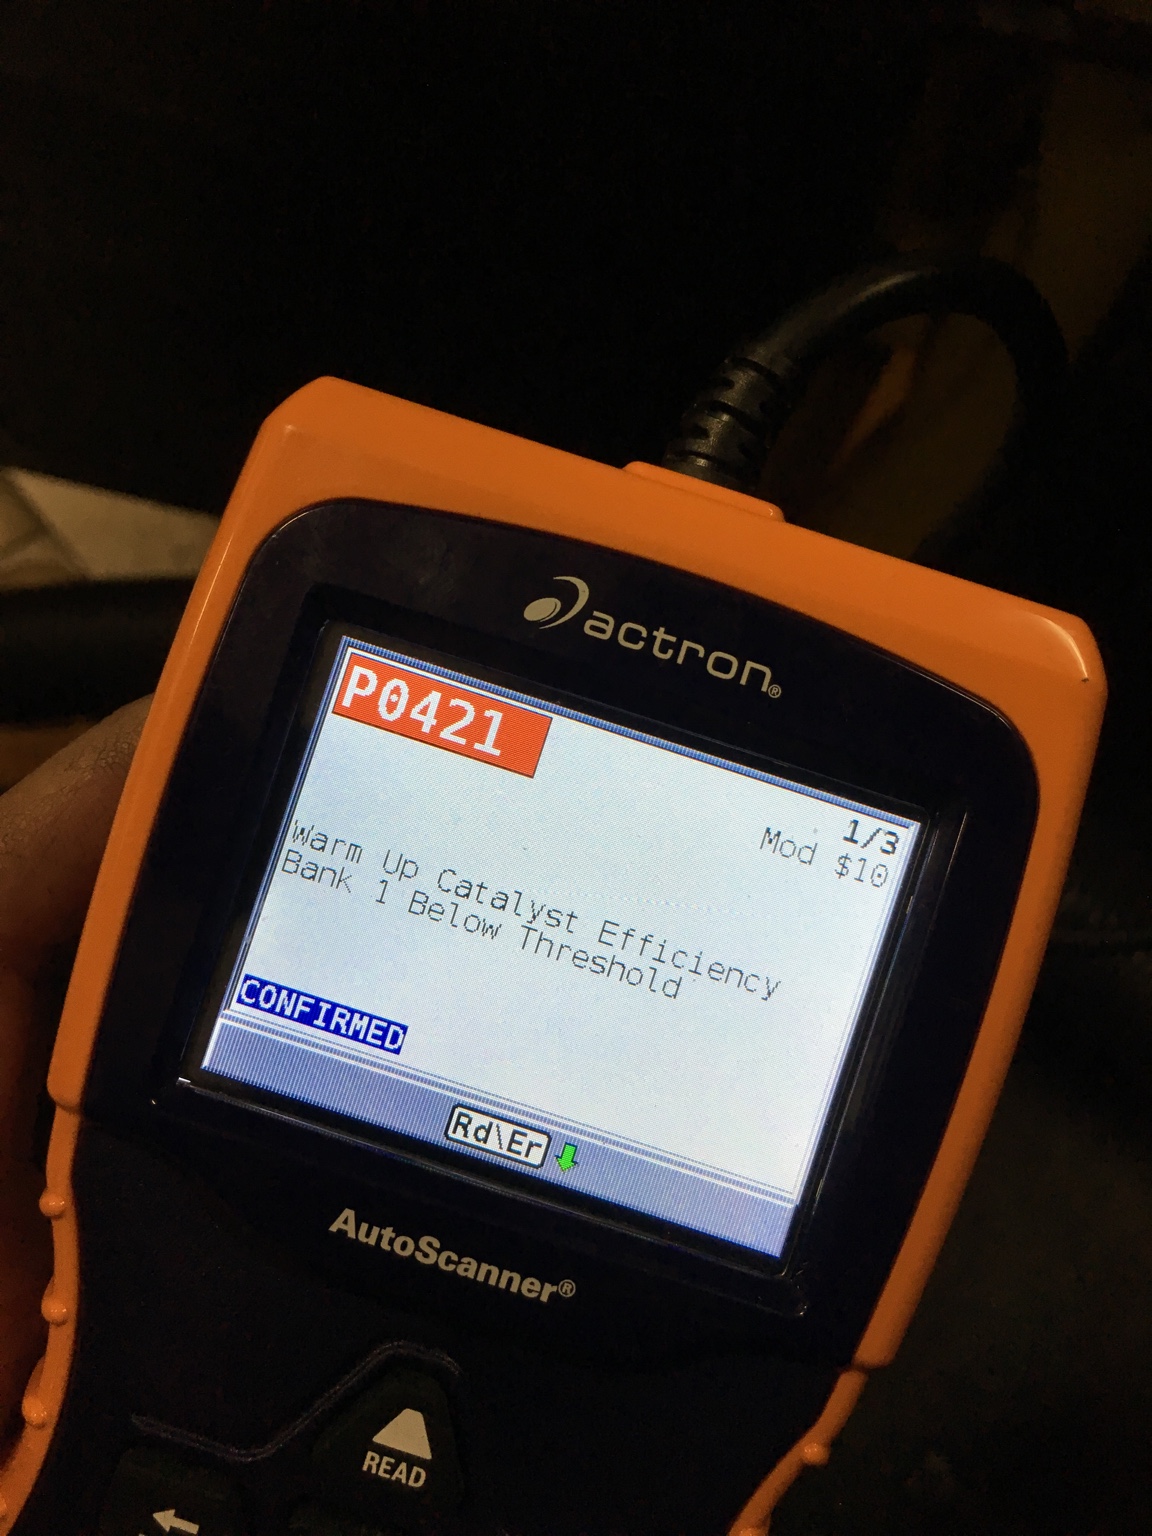 actron®
P0421
1/3
Mod $10
Warm Up Catalyst Efficiency
Bank 1 Below Threshold
CONFIRMED
Rd\Er
AutoScanner®
READ